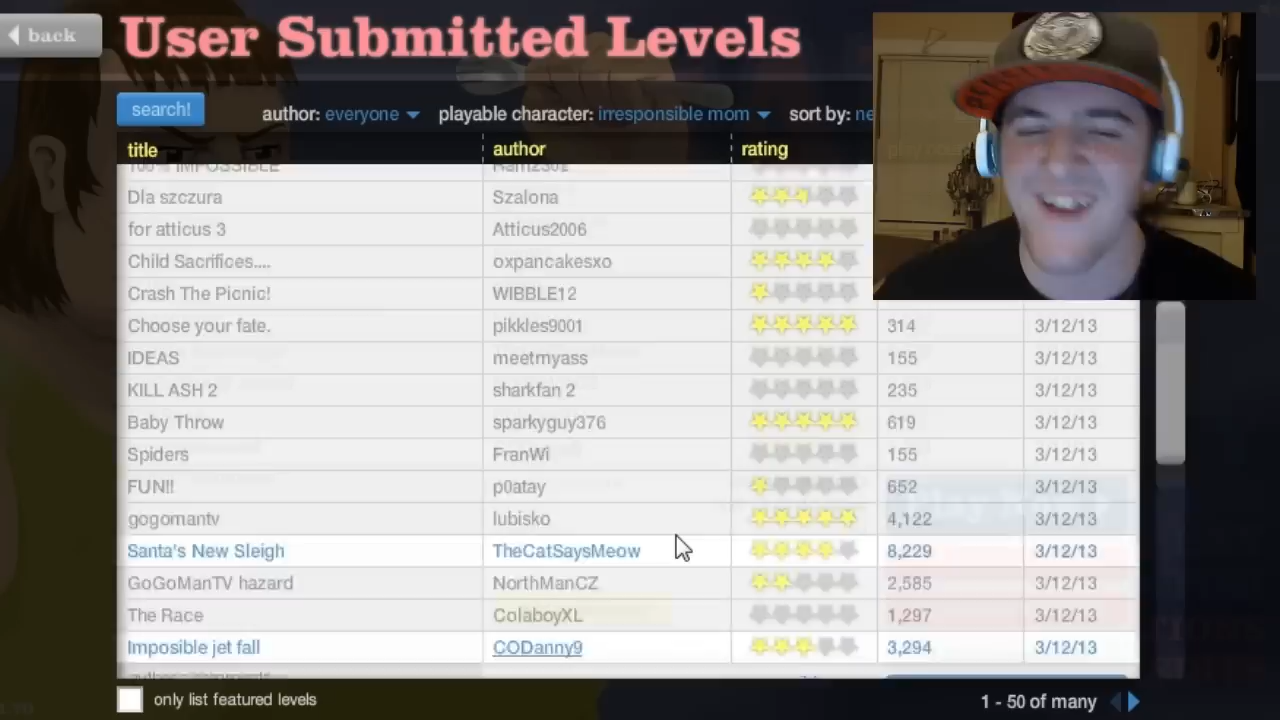 back
User Submitted Levels
search! author: everyone playable character: irresponsible mom sort by: ne
title author rating
100% IMPOSSIBLE
Dla szczura Szalona
for atticus 3 Atticus2006
Child Sacrifices.... oxpancakesxo
Crash The Picnic! WIBBLE12
Choose your fate. pikkles9001 314 3/12/13
IDEAS meetmyass 155 3/12/13
KILL ASH 2 sharkfan 2 235 3/12/13
Baby Throw sparkyguy376 619 3/12/13
Spiders FranWi 155 3/12/13
FUN!! p0atay 652 3/12/13
gogomantv lubisko 4,122 3/12/13
Santa's New Sleigh TheCatSaysMeow 8,229 3/12/13
GoGoManTV hazard NorthManCZ 2,585 3/12/13
The Race ColaboyXL 1,297 3/12/13
Imposible jet fall CODanny9 3,294 3/12/13
only list featured levels 1 - 50 of many